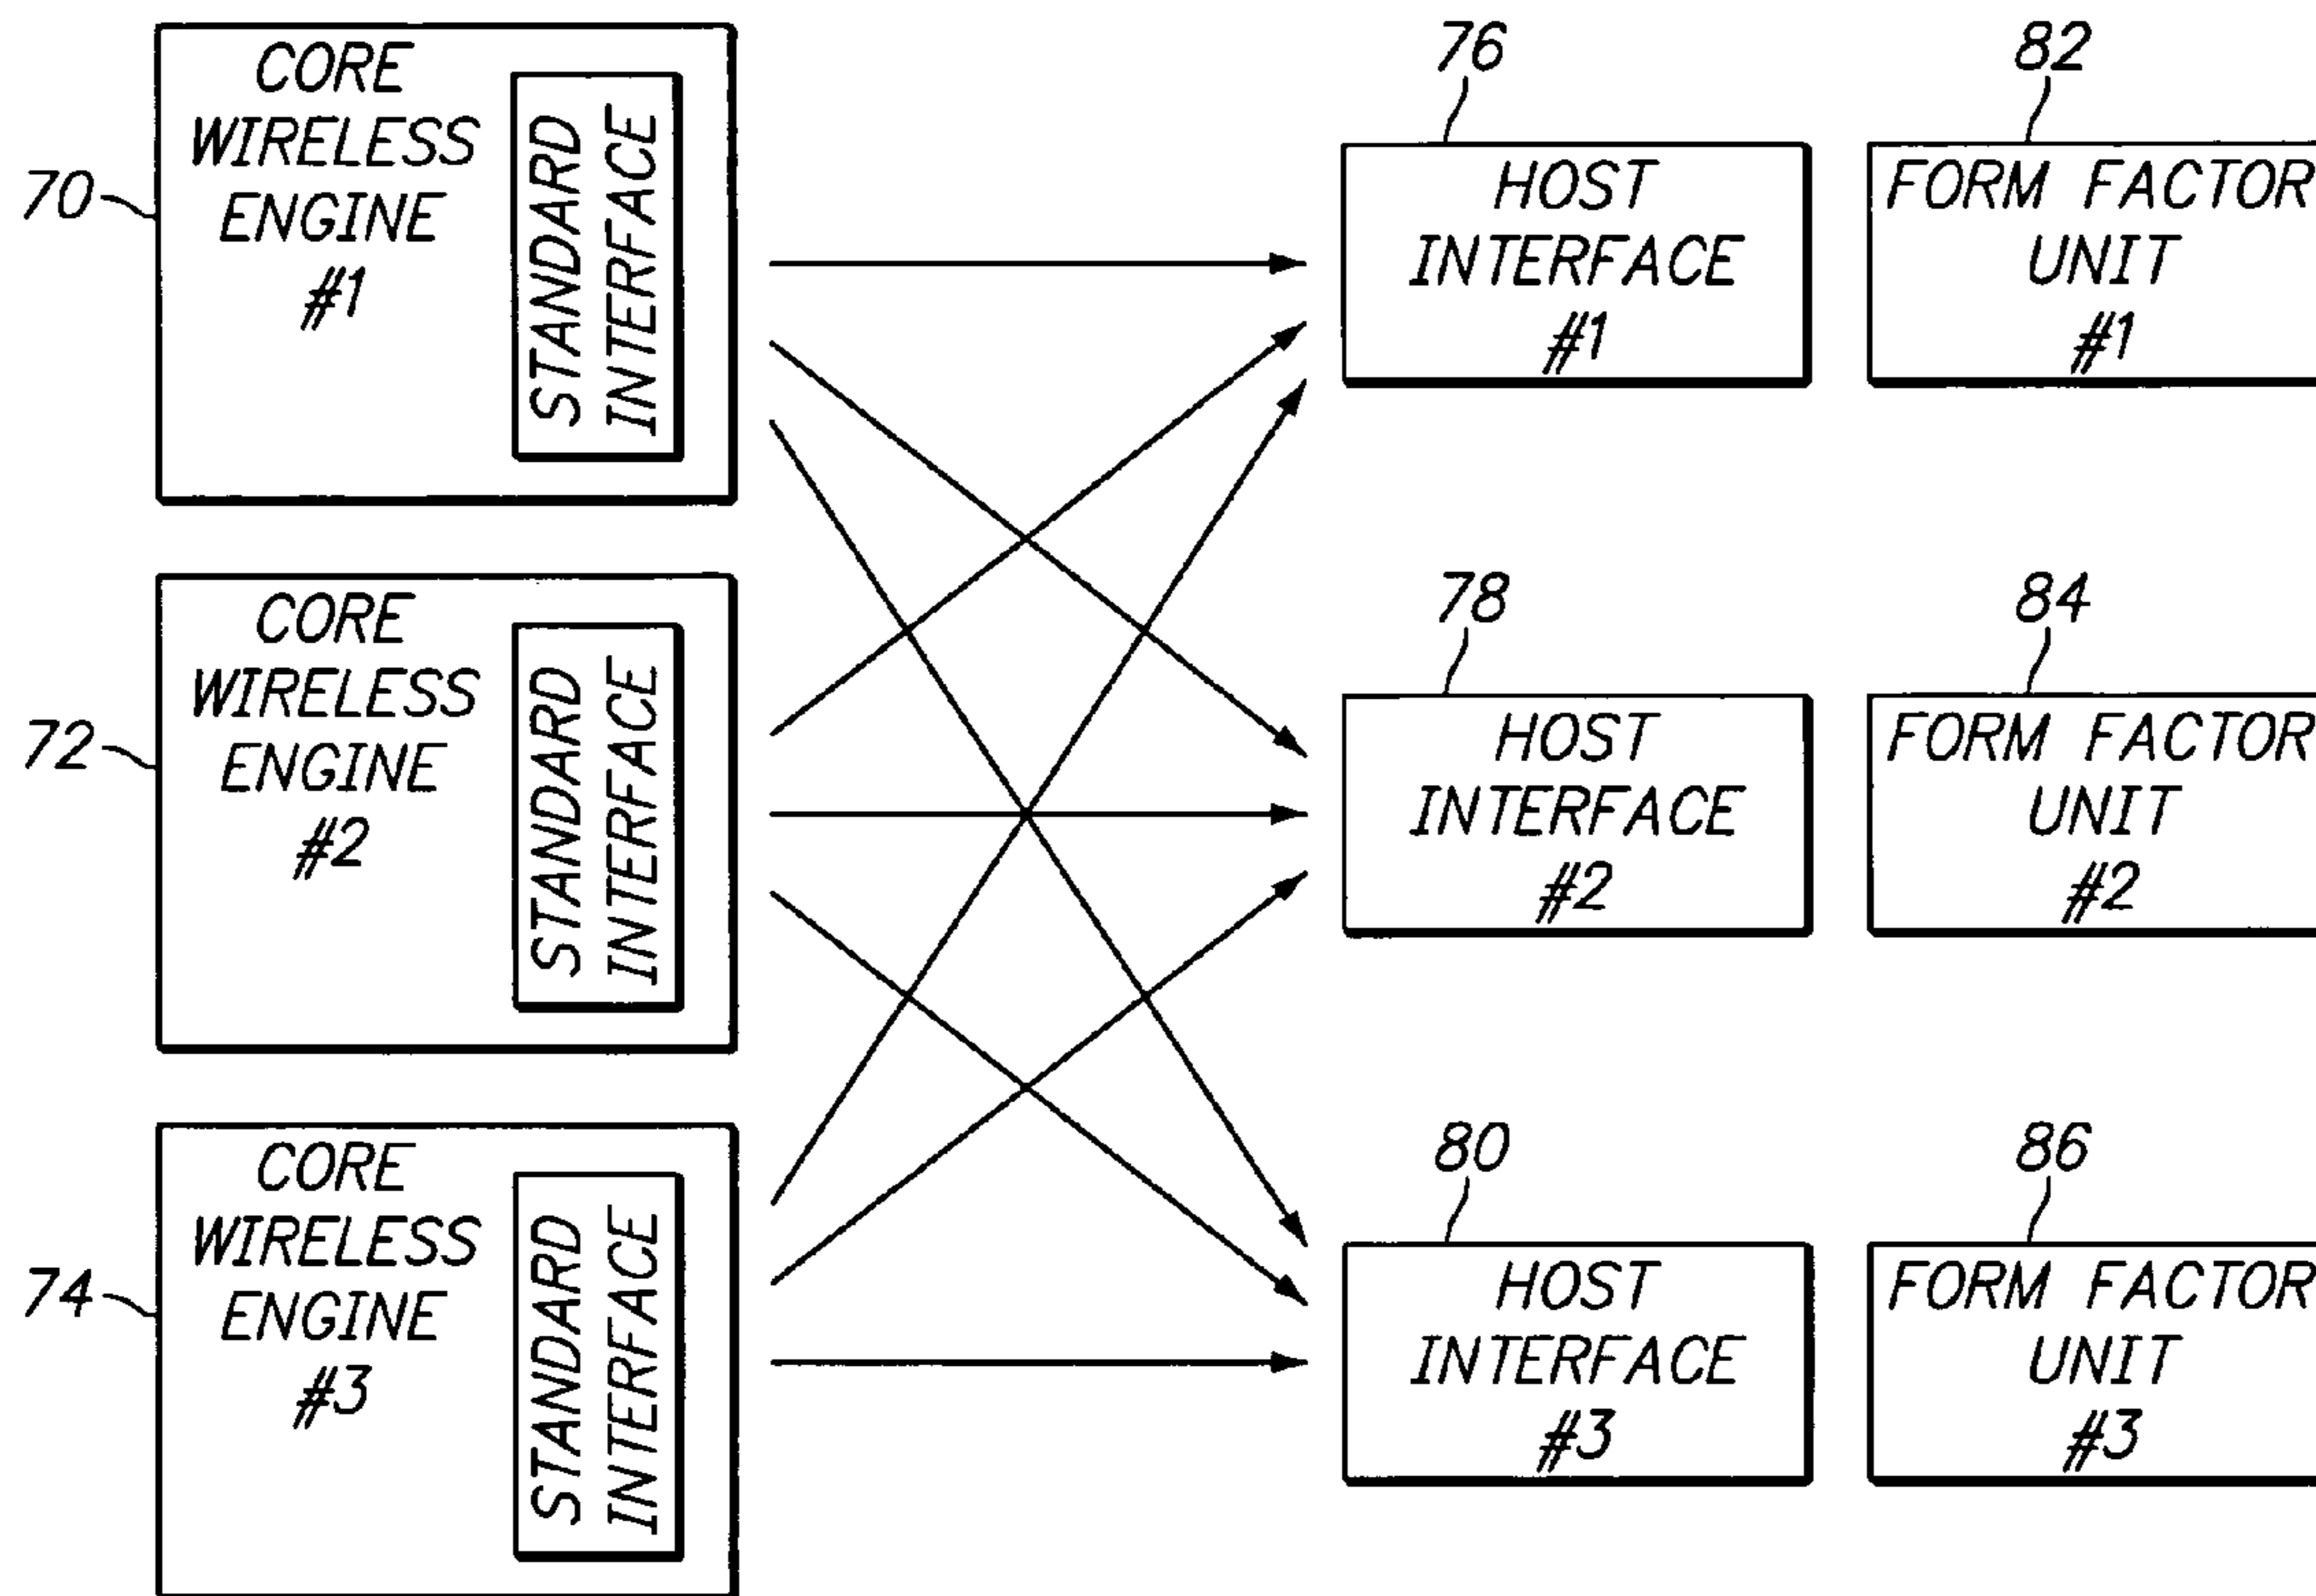 70
CORE
WIRELESS
ENGINE
#1
STANDARD
INTERFACE
76
HOST
INTERFACE
#1
82
FORM FACTOR
UNIT
#1
72
CORE
WIRELESS
ENGINE
#2
STANDARD
INTERFACE
78
HOST
INTERFACE
#2
84
FORM FACTOR
UNIT
#2
74
CORE
WIRELESS
ENGINE
#3
STANDARD
INTERFACE
80
HOST
INTERFACE
#3
86
FORM FACTOR
UNIT
#3